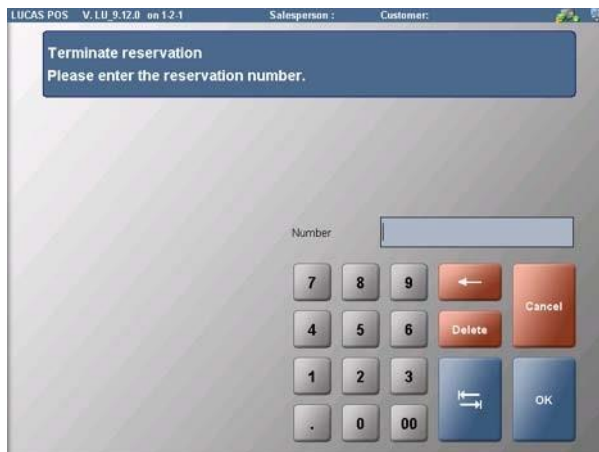 LUCAS POS V. LU_9.12.0 on 1-2-1 Salesperson : Customer:
Terminate reservation
Please enter the reservation number.
Number
7 8 9
Cancel
4 5 6 Delete
1 2 3
OK
. 0 00